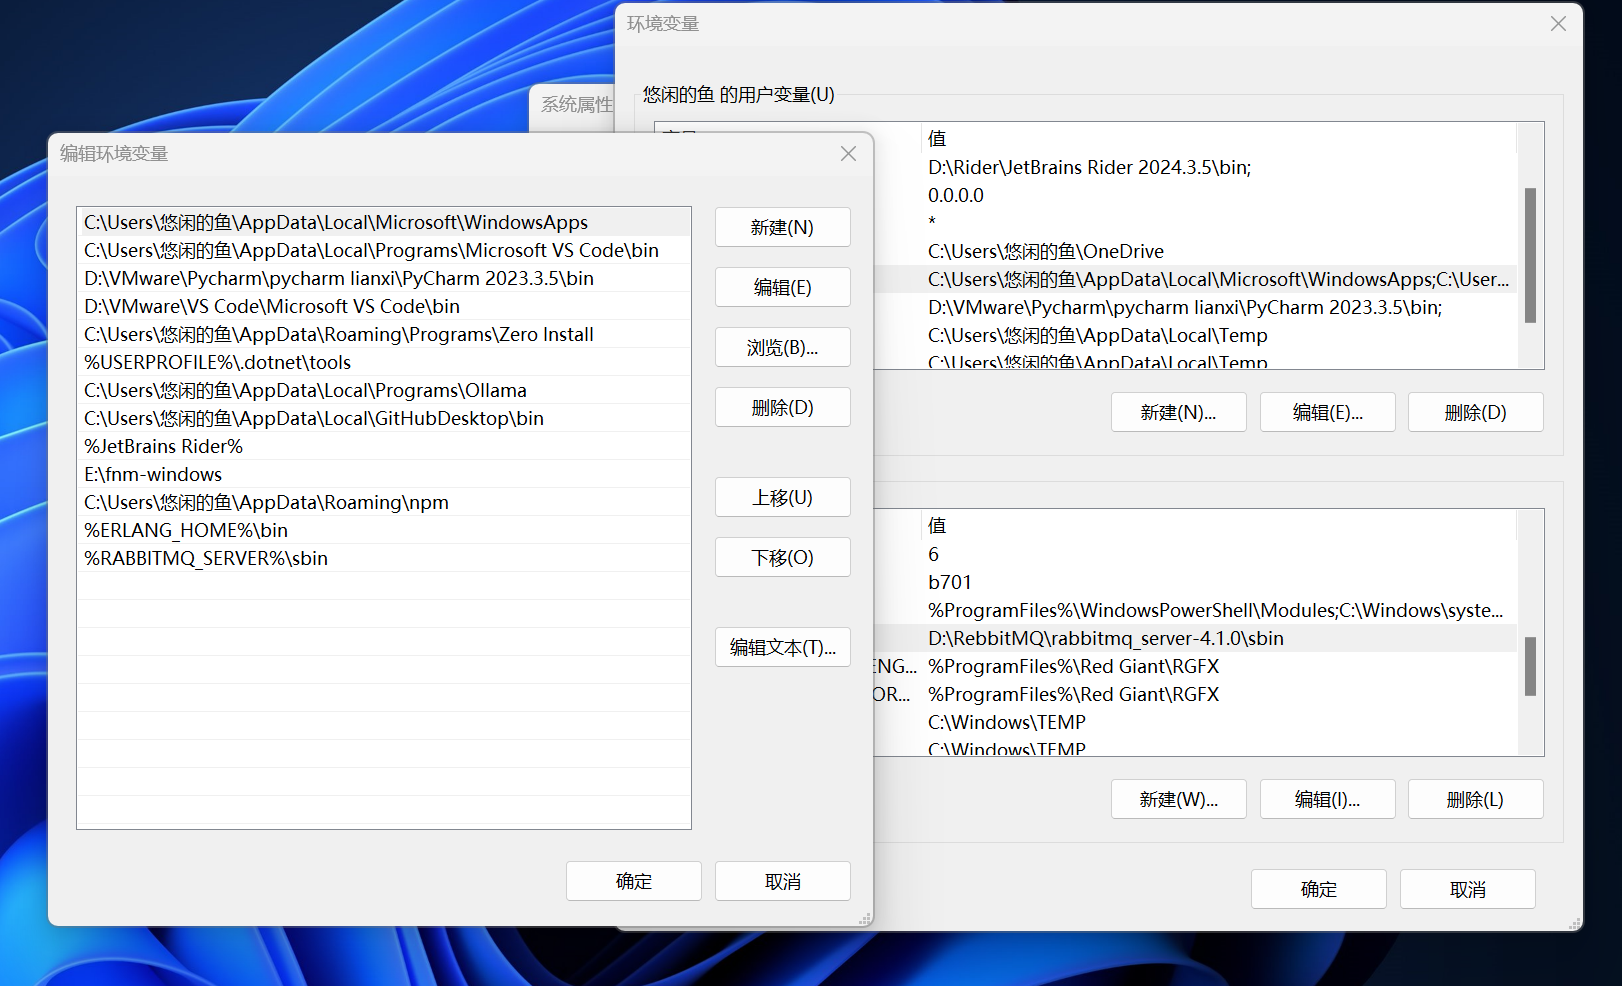 环境变量
悠闲的鱼 的用户变量(U)
系统属性
值
D:\Rider\JetBrains Rider 2024.3.5\bin;
0.0.0.0
*
C:\Users\悠闲的鱼\OneDrive
C:\Users\悠闲的鱼\AppData\Local\Microsoft\WindowsApps;C:\User...
D:\VMware\Pycharm\pycharm lianxi\PyCharm 2023.3.5\bin;
C:\Users\悠闲的鱼\AppData\Local\Temp
C:\Users\悠闲的鱼\AppData\Local\Temp
新建(N)...
编辑(E)...
删除(D)
值
6
b701
%ProgramFiles%\WindowsPowerShell\Modules;C:\Windows\syste...
D:\RebbitMQ\rabbitmq_server-4.1.0\sbin
ENG... %ProgramFiles%\Red Giant\RGFX
OR... %ProgramFiles%\Red Giant\RGFX
C:\Windows\TEMP
C:\Windows\TEMP
新建(W)...
编辑(I)...
删除(L)
确定
取消
编辑环境变量
C:\Users\悠闲的鱼\AppData\Local\Microsoft\WindowsApps
C:\Users\悠闲的鱼\AppData\Local\Programs\Microsoft VS Code\bin
D:\VMware\Pycharm\pycharm lianxi\PyCharm 2023.3.5\bin
D:\VMware\VS Code\Microsoft VS Code\bin
C:\Users\悠闲的鱼\AppData\Roaming\Programs\Zero Install
%USERPROFILE%\.dotnet\tools
C:\Users\悠闲的鱼\AppData\Local\Programs\Ollama
C:\Users\悠闲的鱼\AppData\Local\GitHubDesktop\bin
%JetBrains Rider%
E:\fnm-windows
C:\Users\悠闲的鱼\AppData\Roaming\npm
%ERLANG_HOME%\bin
%RABBITMQ_SERVER%\sbin
新建(N)
编辑(E)
浏览(B)...
删除(D)
上移(U)
下移(O)
编辑文本(T)...
确定
取消